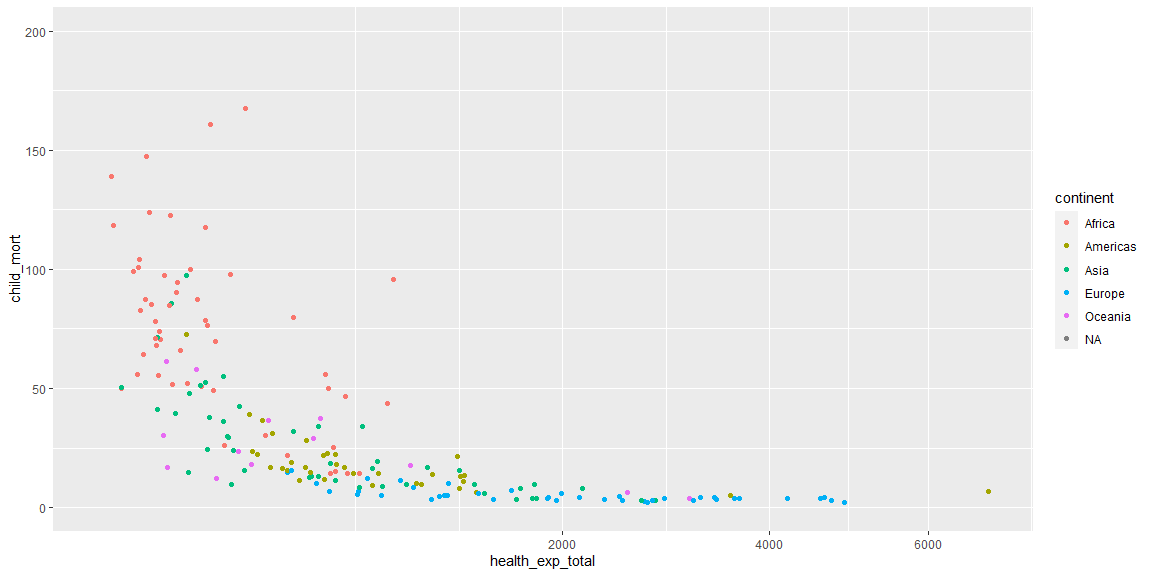 200
150
100
50
0
child_mort
2000
4000
6000
health_exp_total
continent
Africa
Americas
Asia
Europe
Oceania
NA